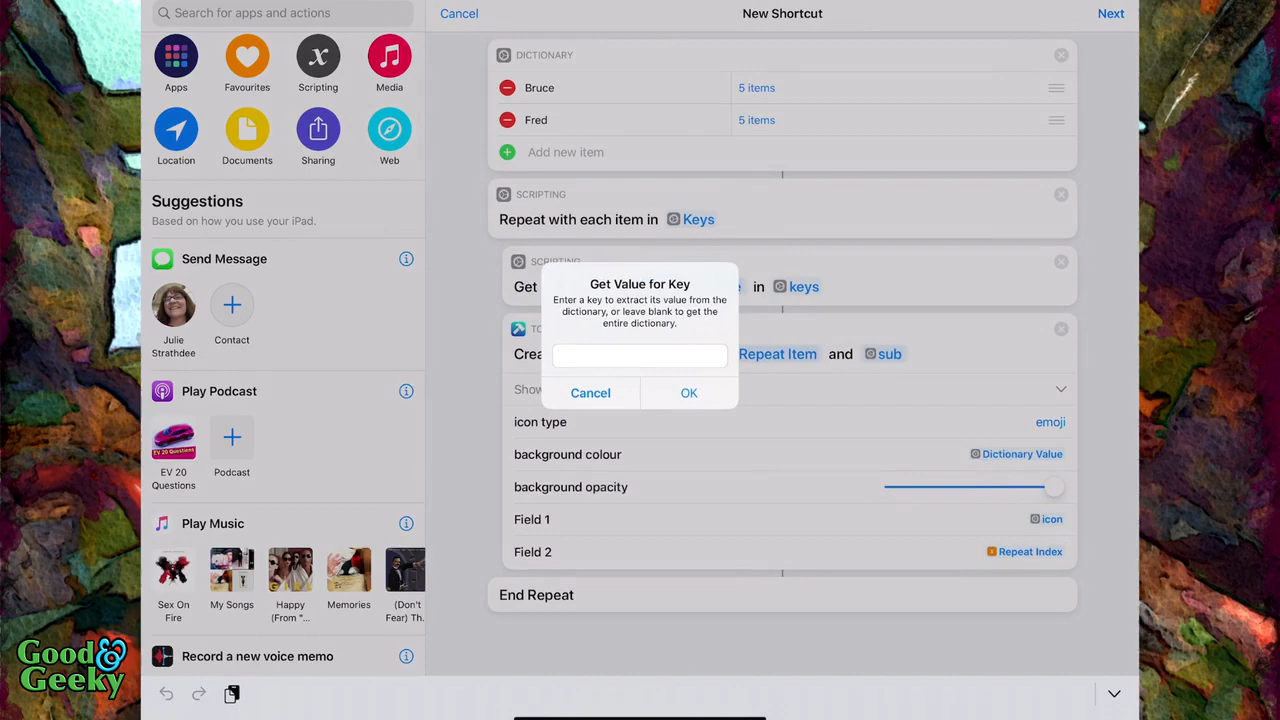 Search for apps and actions
Cancel
New Shortcut
Next
Apps
Favourites
Scripting
Media
Location
Documents
Sharing
Web
Suggestions
Based on how you use your iPad.
Send Message
Julie
Strathdee
Contact
Play Podcast
EV 20 QUESTIONS
EV 20
Questions
Podcast
Play Music
Sex On
Fire
My Songs
Happy
(From "...
Memories
(Don't
Fear) Th...
Record a new voice memo
DICTIONARY
Bruce
5 items
Fred
5 items
Add new item
SCRIPTING
Repeat with each item in Keys
SCRIPTING
Get
in keys
Repeat Item and sub
icon type
emoji
background colour
Dictionary Value
background opacity
Field 1
icon
Field 2
Repeat Index
End Repeat
Get Value for Key
Enter a key to extract its value from the
dictionary, or leave blank to get the
entire dictionary.
Cancel
OK
Good &
Geeky